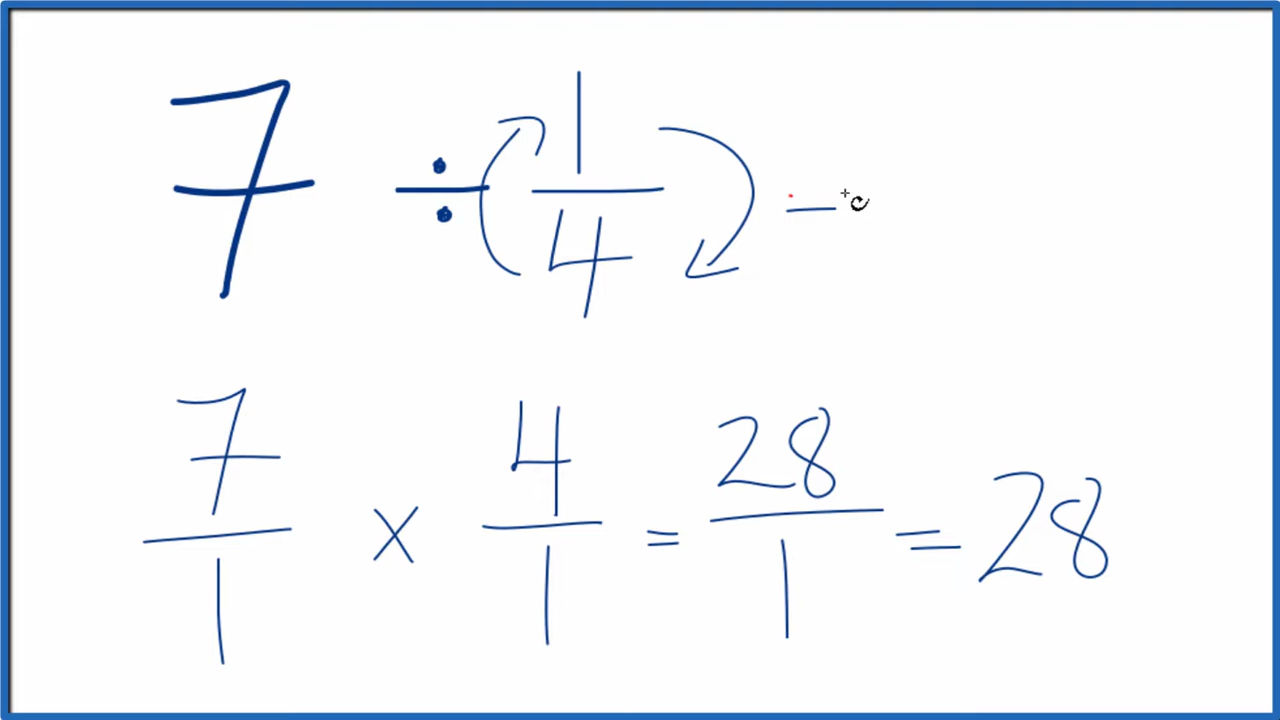 7 ÷ 1/4 =
7/1 x 4/1 = 28/1 = 28